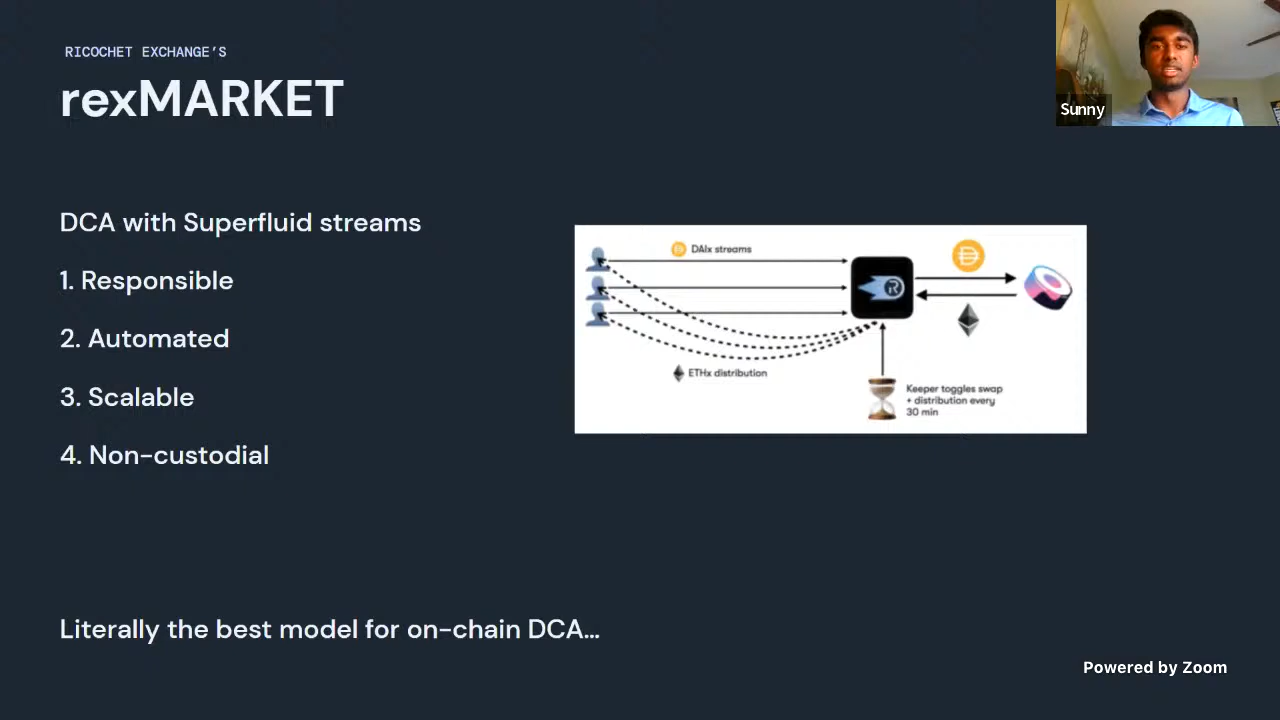 RICOCHET EXCHANGE'S
rexMARKET
Sunny
DCA with Superfluid streams
1. Responsible
2. Automated
3. Scalable
4. Non-custodial
DAIx streams
R
ETHx distribution
Keeper toggles swap
+ distribution every
30 min
Literally the best model for on-chain DCA...
Powered by Zoom